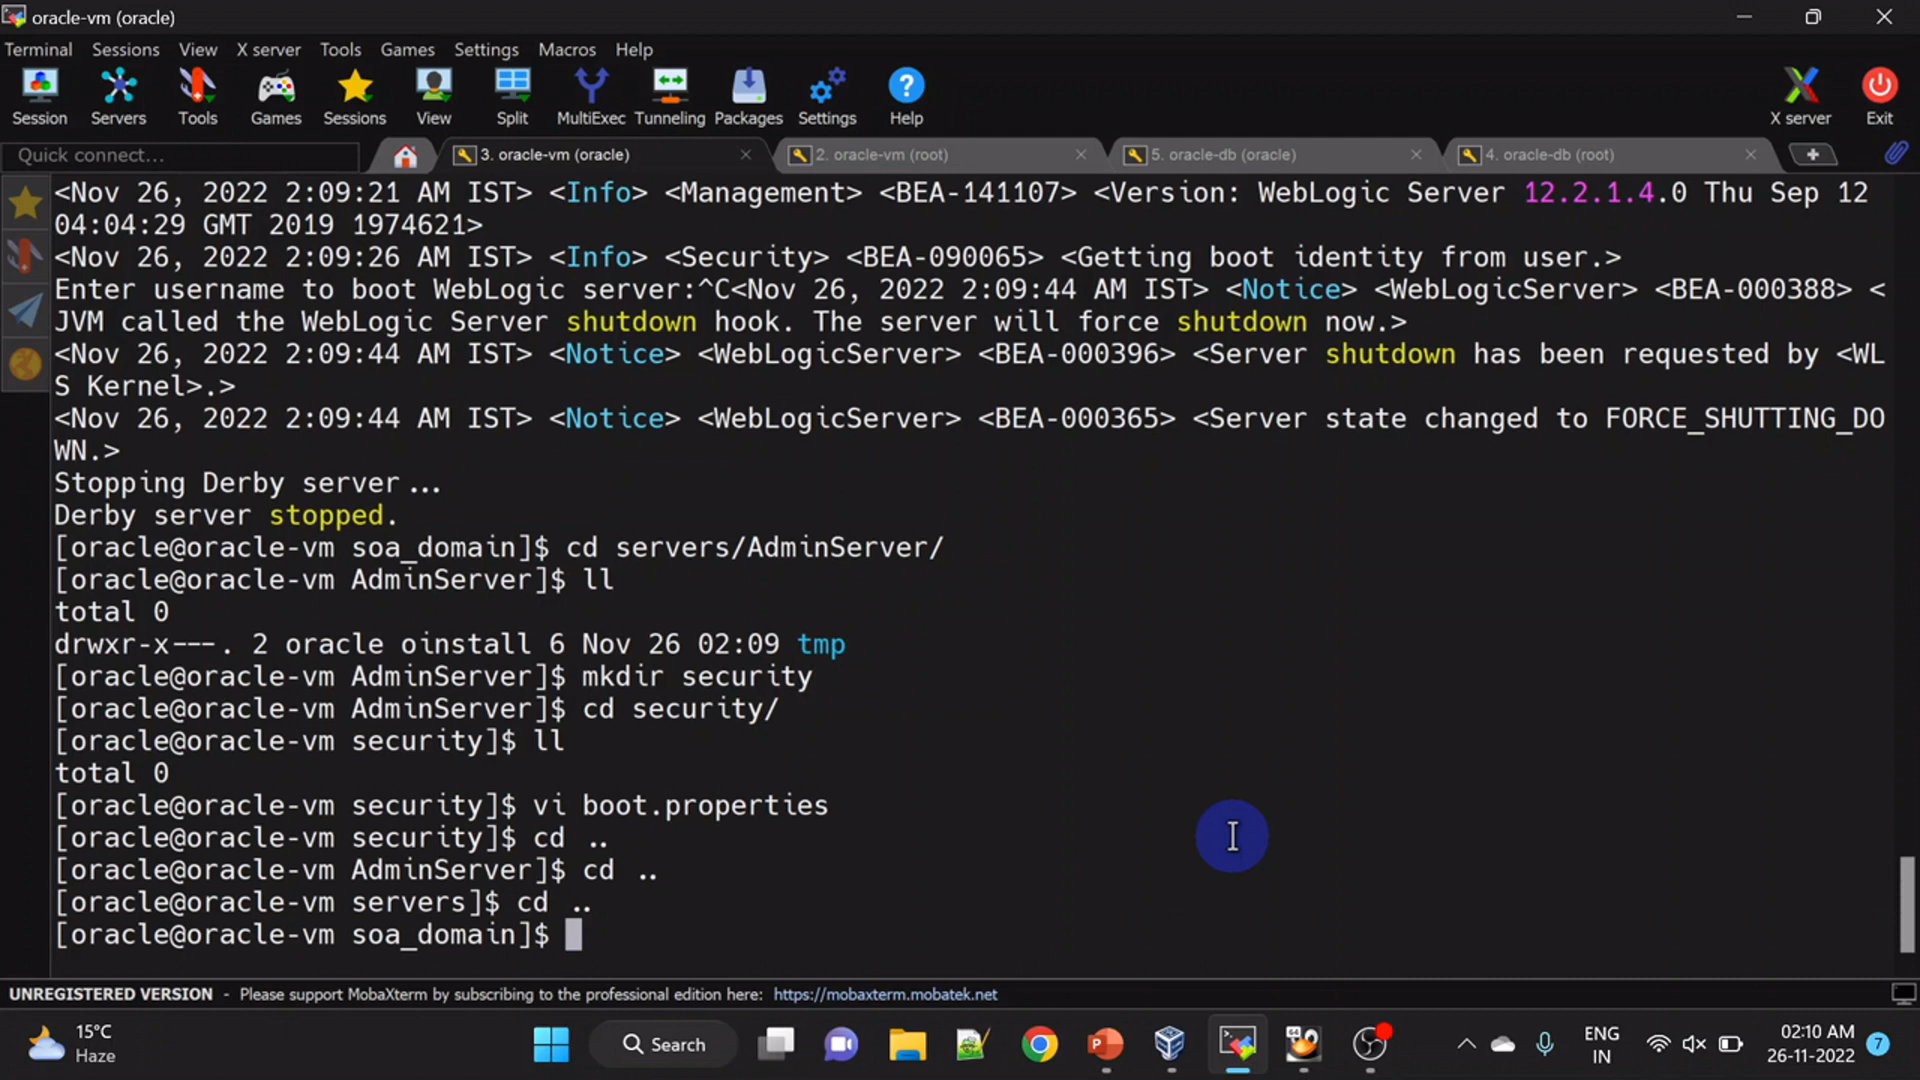 oracle-vm (oracle)
Terminal Sessions View X server Tools Games Settings Macros Help
Session Servers Tools Games Sessions View Split MultiExec Tunneling Packages Settings Help X server Exit
Quick connect... 3. oracle-vm (oracle) 2. oracle-vm (root) 5. oracle-db (oracle) 4. oracle-db (root)
<Nov 26, 2022 2:09:21 AM IST> <Info> <Management> <BEA-141107> <Version: WebLogic Server 12.2.1.4.0 Thu Sep 12
04:04:29 GMT 2019 1974621>
<Nov 26, 2022 2:09:26 AM IST> <Info> <Security> <BEA-090065> <Getting boot identity from user.>
Enter username to boot WebLogic server:^C<Nov 26, 2022 2:09:44 AM IST> <Notice> <WebLogicServer> <BEA-000388> <
JVM called the WebLogic Server shutdown hook. The server will force shutdown now.>
<Nov 26, 2022 2:09:44 AM IST> <Notice> <WebLogicServer> <BEA-000396> <Server shutdown has been requested by <WL
S Kernel>.>
<Nov 26, 2022 2:09:44 AM IST> <Notice> <WebLogicServer> <BEA-000365> <Server state changed to FORCE_SHUTTING_DO
WN.>
Stopping Derby server...
Derby server stopped.
[oracle@oracle-vm soa_domain]$ cd servers/AdminServer/
[oracle@oracle-vm AdminServer]$ ll
total 0
drwxr-x---. 2 oracle oinstall 6 Nov 26 02:09 tmp
[oracle@oracle-vm AdminServer]$ mkdir security
[oracle@oracle-vm AdminServer]$ cd security/
[oracle@oracle-vm security]$ ll
total 0
[oracle@oracle-vm security]$ vi boot.properties
[oracle@oracle-vm security]$ cd ..
[oracle@oracle-vm AdminServer]$ cd ..
[oracle@oracle-vm servers]$ cd ..
[oracle@oracle-vm soa_domain]$
UNREGISTERED VERSION - Please support MobaXterm by subscribing to the professional edition here: https://mobaxterm.mobatek.net
15°C
Haze
Search
ENG
IN
02:10 AM
26-11-2022
7